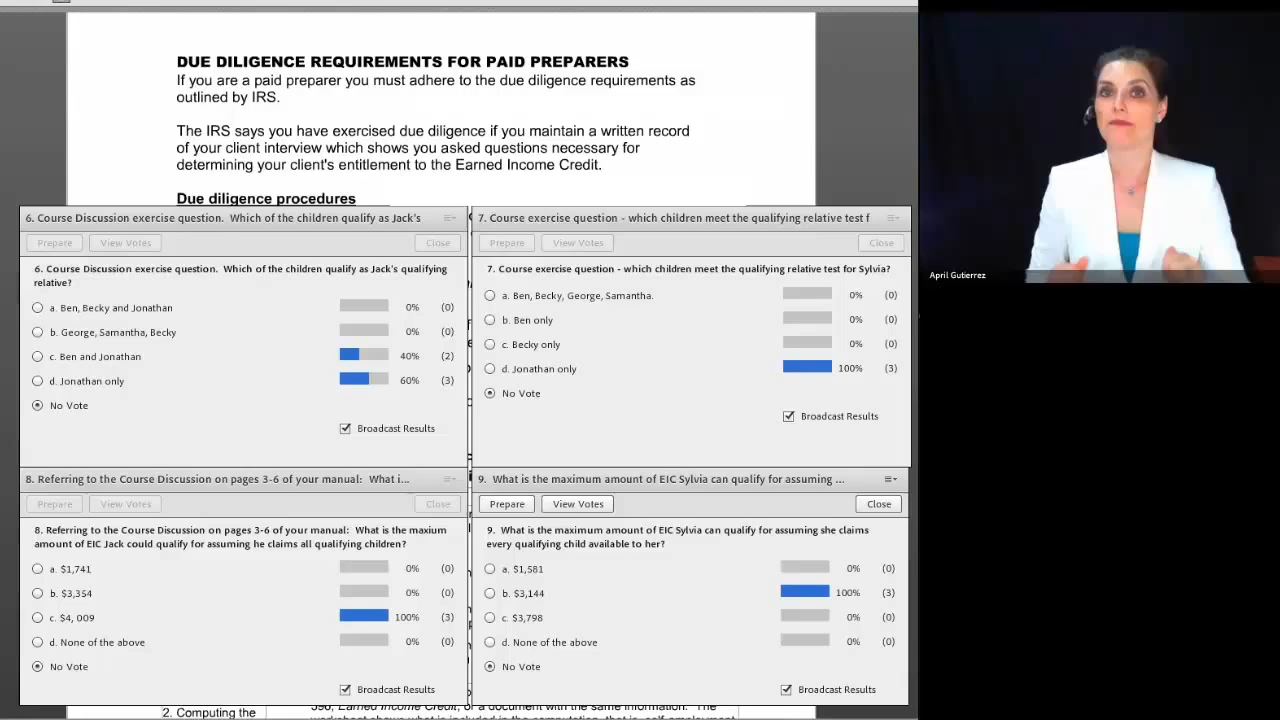 DUE DILIGENCE REQUIREMENTS FOR PAID PREPARERS
If you are a paid preparer you must adhere to the due diligence requirements as
outlined by IRS.
The IRS says you have exercised due diligence if you maintain a written record
of your client interview which shows you asked questions necessary for
determining your client's entitlement to the Earned Income Credit.
Due diligence procedures
6. Course Discussion exercise question. Which of the children qualify as Jack's
Prepare View Votes Close
6. Course Discussion exercise question. Which of the children qualify as Jack's qualifying
relative?
a. Ben, Becky and Jonathan 0% (0)
b. George, Samantha, Becky 0% (0)
c. Ben and Jonathan 40% (2)
d. Jonathan only 60% (3)
No Vote
Broadcast Results
7. Course exercise question - which children meet the qualifying relative test f
Prepare View Votes Close
7. Course exercise question - which children meet the qualifying relative test for Sylvia?
a. Ben, Becky, George, Samantha. 0% (0)
b. Ben only 0% (0)
c. Becky only 0% (0)
d. Jonathan only 100% (3)
No Vote
Broadcast Results
8. Referring to the Course Discussion on pages 3-6 of your manual: What i...
Prepare View Votes Close
8. Referring to the Course Discussion on pages 3-6 of your manual: What is the maxium
amount of EIC Jack could qualify for assuming he claims all qualifying children?
a. $1,741 0% (0)
b. $3,354 0% (0)
c. $4, 009 100% (3)
d. None of the above 0% (0)
No Vote
Broadcast Results
9. What is the maximum amount of EIC Sylvia can qualify for assuming ...
Prepare View Votes Close
9. What is the maximum amount of EIC Sylvia can qualify for assuming she claims
every qualifying child available to her?
a. $1,581 0% (0)
b. $3,144 100% (3)
c. $3,798 0% (0)
d. None of the above 0% (0)
No Vote
Broadcast Results
2. Computing the
Earned Income Credit, or a document with the same information. The
April Gutierrez